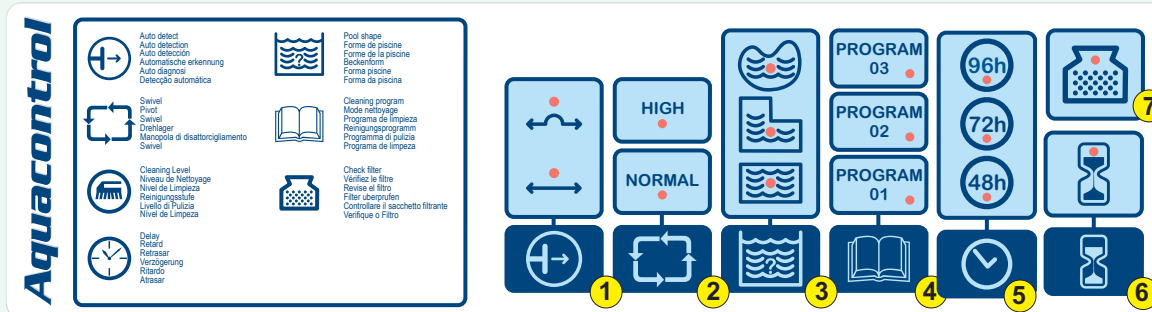 Aquacontrol
Auto detect
Auto detection
Auto detección
Automatische erkennung
Auto diagnosi
Detecção automática
Swivel
Pivot
Swivel
Drehlager
Manopola di disattorcigliamento
Swivel
Cleaning Level
Niveau de Nettoyage
Nivel de Limpieza
Reinigungsstufe
Livello di Pulizia
Nível de Limpeza
Delay
Retard
Retrasar
Verzögerung
Ritardo
Atrasar
?
Pool shape
Forme de piscine
Forme de la piscine
Beckenform
Forma piscine
Forma da piscina
Cleaning program
Mode nettoyage
Programa de limpieza
Reinigungsprogramm
Programma di pulizia
Programa de limpeza
Check filter
Vérifiez le filtre
Revise el filtro
Filter uberprufen
Controllare il sacchetto filtrante
Verifique o Filtro
1
HIGH
NORMAL
2
?
3
PROGRAM
03
PROGRAM
02
PROGRAM
01
4
96h
72h
48h
5
7
6